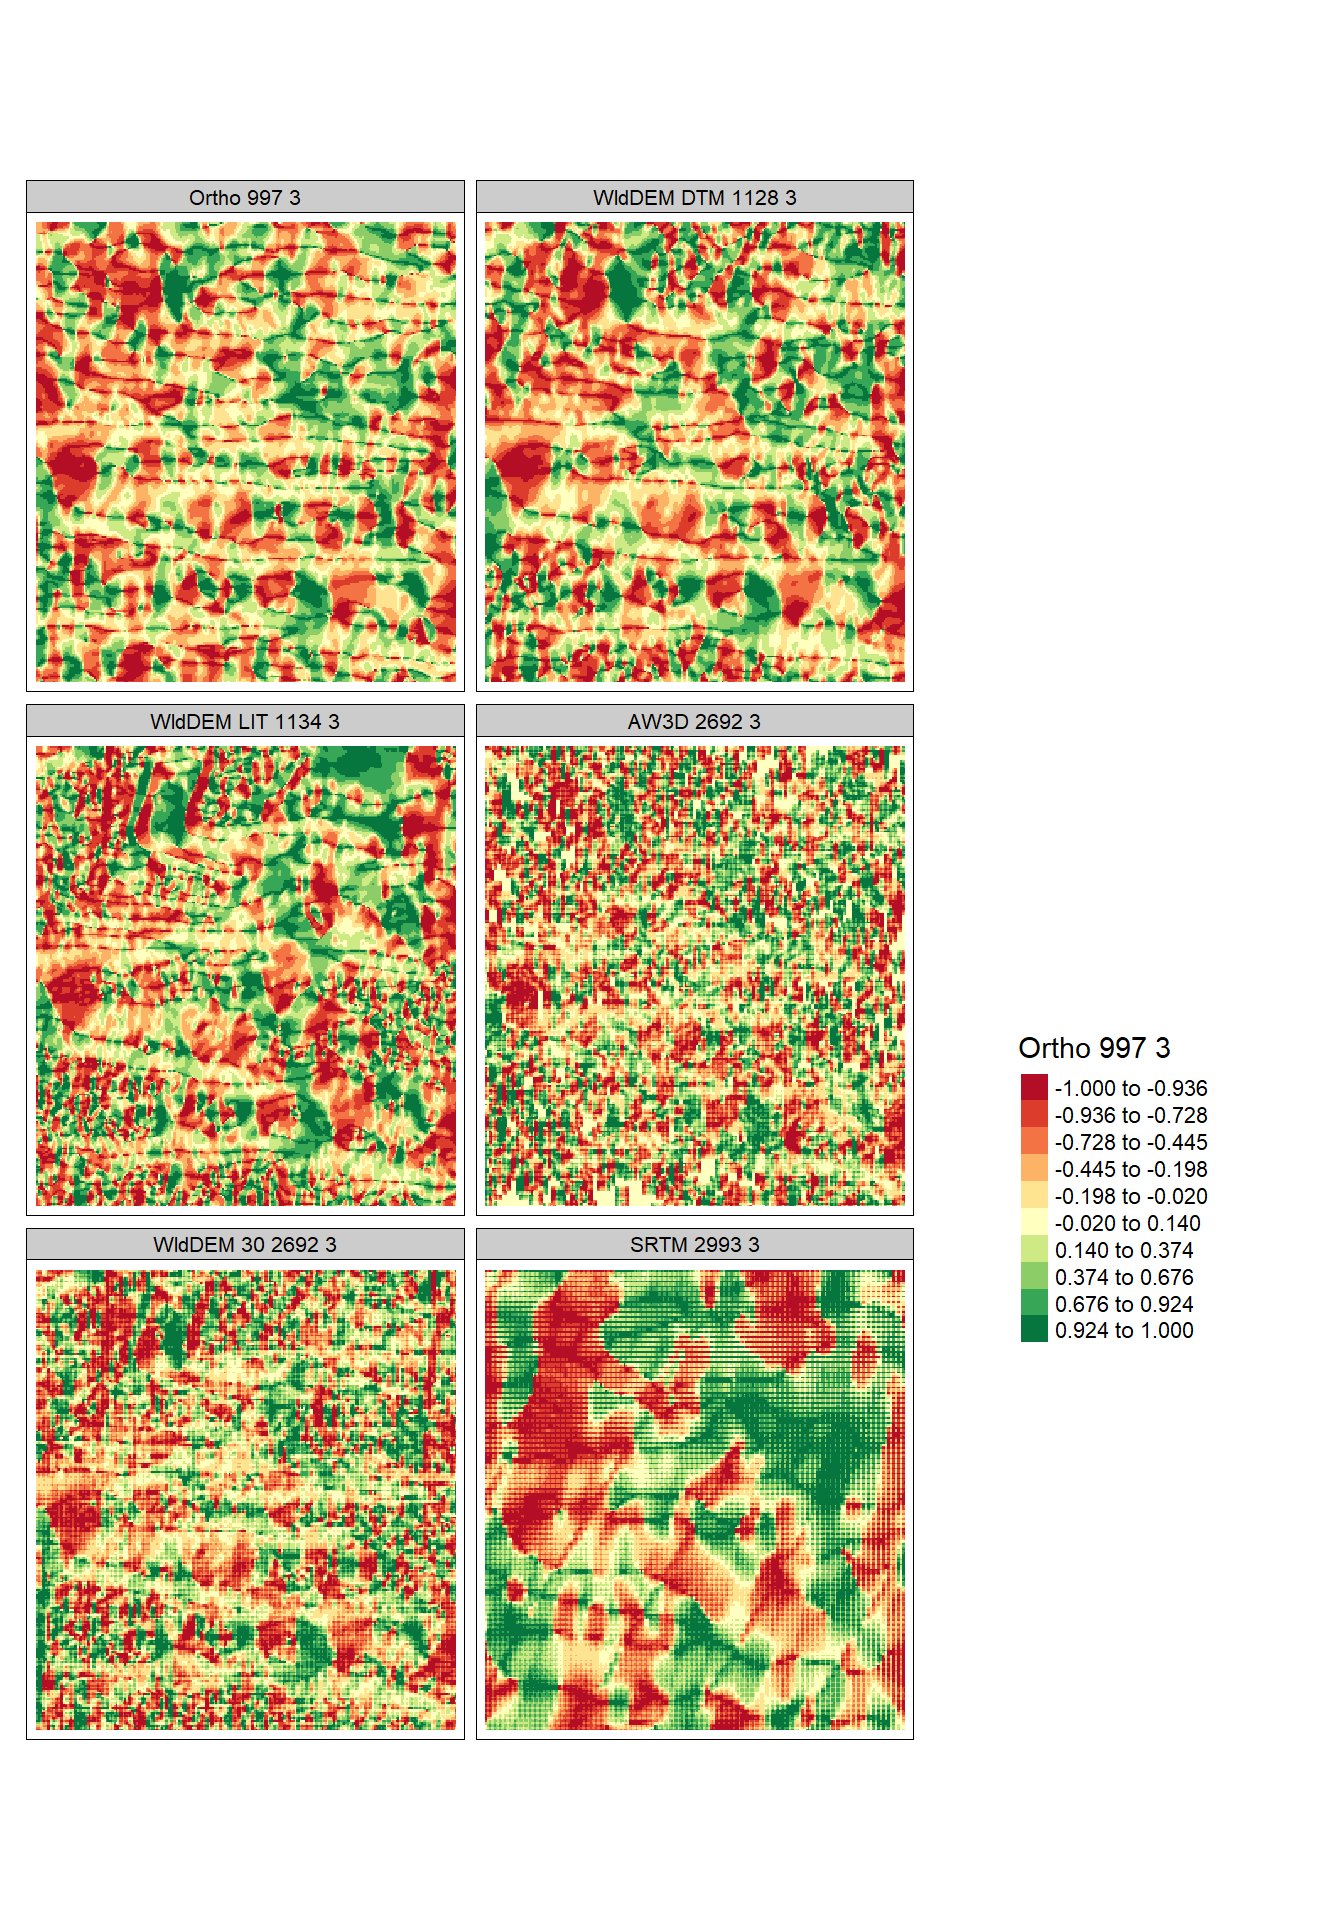 Ortho 997 3
WldDEM DTM 1128 3
WldDEM LIT 1134 3
AW3D 2692 3
WldDEM 30 2692 3
SRTM 2993 3
Ortho 997 3
-1.000 to -0.936
-0.936 to -0.728
-0.728 to -0.445
-0.445 to -0.198
-0.198 to -0.020
-0.020 to 0.140
0.140 to 0.374
0.374 to 0.676
0.676 to 0.924
0.924 to 1.000